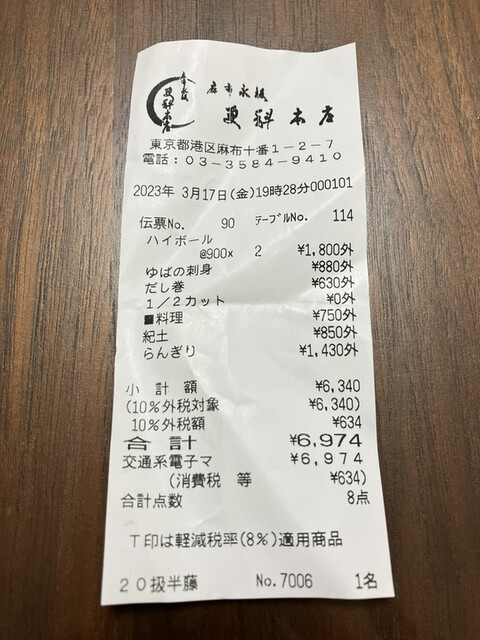 麻布永坂
更科本店
東京都港区麻布十番1-2-7
電話:03-3584-9410
2023年 3月17日(金)19時28分000101
伝票No. 90 テーブルNo. 114
ハイボール
@900× 2 ¥1,800外
ゆばの刺身 ¥880外
だし巻 ¥630外
1/2カット ¥0外
■料理 ¥750外
紀土 ¥850外
らんぎり ¥1,430外
小計額 ¥6,340
(10%外税対象 ¥6,340)
10%外税額 ¥634
合計 ¥6,974
交通系電子マ ¥6,974
(消費税 等 ¥634)
合計点数 8点
T印は軽減税率(8%)適用商品
20扱半藤 No.7006 1名